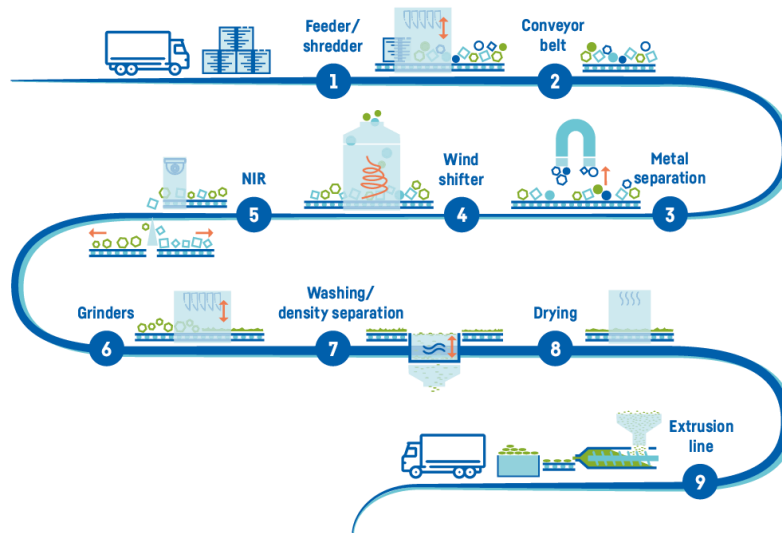 Feeder/
shredder
1
Conveyor
belt
2
Metal
separation
3
Wind
shifter
4
NIR
5
Grinders
6
Washing/
density separation
7
Drying
8
Extrusion
line
9